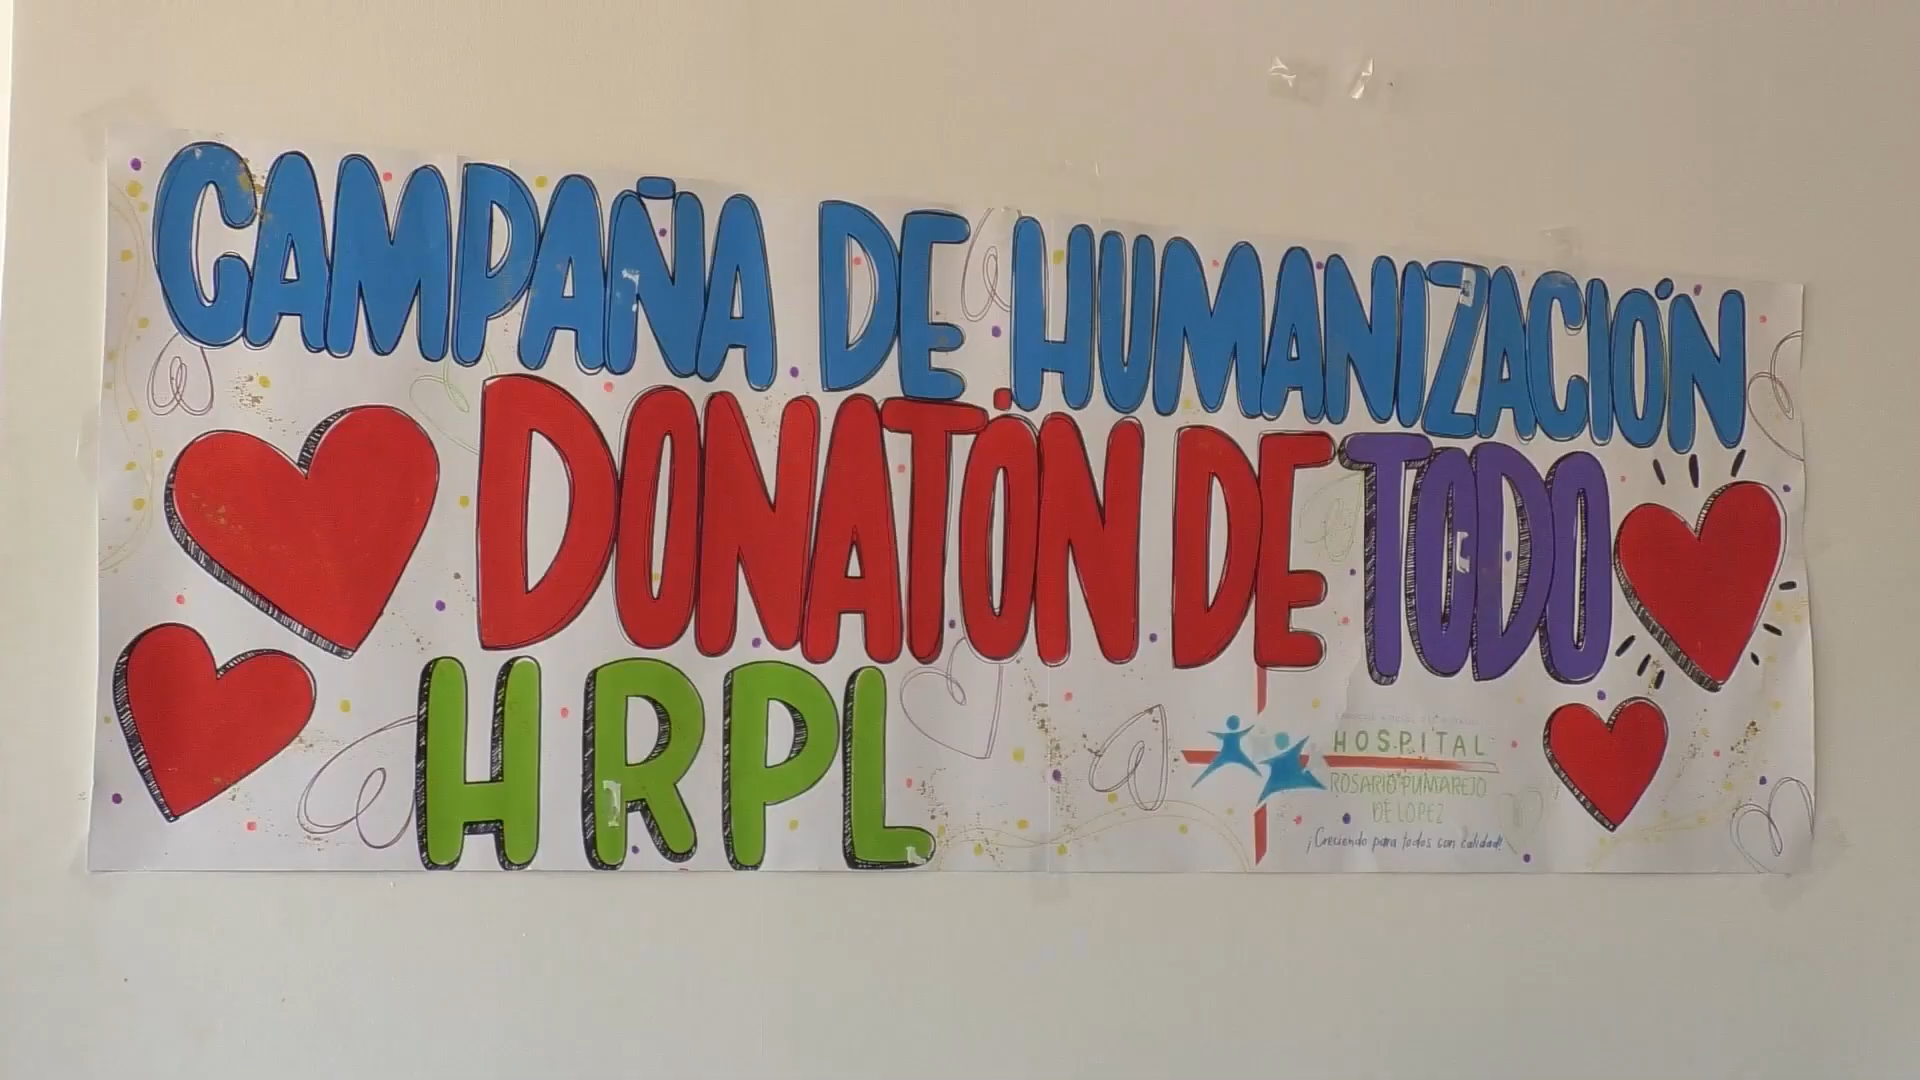 CAMPAÑA DE HUMANIZACIÓN
DONATÓN DE TODO
HRPL
HOSPITAL
ROSARIO PUMAREJO
DE LOPEZ
¡Creciendo para todos con calidad!